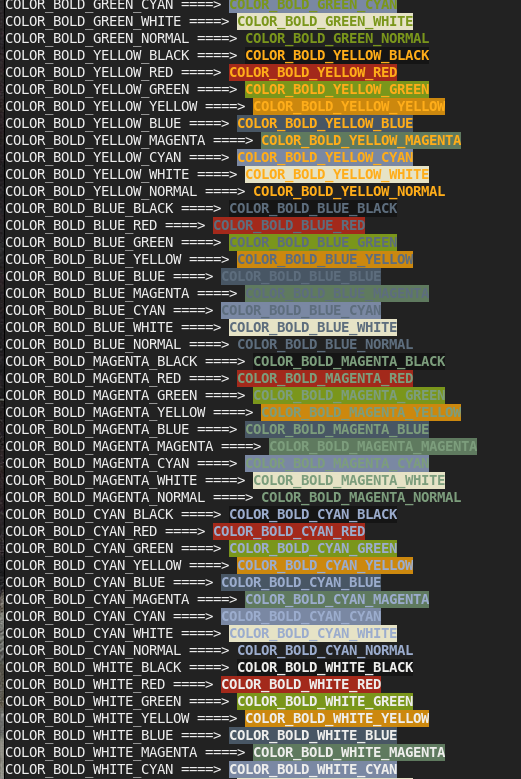 COLOR_BOLD_GREEN_CYAN ====> COLOR_BOLD_GREEN_CYAN
COLOR_BOLD_GREEN_WHITE ====> COLOR_BOLD_GREEN_WHITE
COLOR_BOLD_GREEN_NORMAL ====> COLOR_BOLD_GREEN_NORMAL
COLOR_BOLD_YELLOW_BLACK ====> COLOR_BOLD_YELLOW_BLACK
COLOR_BOLD_YELLOW_RED ====> COLOR_BOLD_YELLOW_RED
COLOR_BOLD_YELLOW_GREEN ====> COLOR_BOLD_YELLOW_GREEN
COLOR_BOLD_YELLOW_YELLOW ====> COLOR_BOLD_YELLOW_YELLOW
COLOR_BOLD_YELLOW_BLUE ====> COLOR_BOLD_YELLOW_BLUE
COLOR_BOLD_YELLOW_MAGENTA ====> COLOR_BOLD_YELLOW_MAGENTA
COLOR_BOLD_YELLOW_CYAN ====> COLOR_BOLD_YELLOW_CYAN
COLOR_BOLD_YELLOW_WHITE ====> COLOR_BOLD_YELLOW_WHITE
COLOR_BOLD_YELLOW_NORMAL ====> COLOR_BOLD_YELLOW_NORMAL
COLOR_BOLD_BLUE_BLACK ====> COLOR_BOLD_BLUE_BLACK
COLOR_BOLD_BLUE_RED ====> COLOR_BOLD_BLUE_RED
COLOR_BOLD_BLUE_GREEN ====> COLOR_BOLD_BLUE_GREEN
COLOR_BOLD_BLUE_YELLOW ====> COLOR_BOLD_BLUE_YELLOW
COLOR_BOLD_BLUE_BLUE ====> COLOR_BOLD_BLUE_BLUE
COLOR_BOLD_BLUE_MAGENTA ====> COLOR_BOLD_BLUE_MAGENTA
COLOR_BOLD_BLUE_CYAN ====> COLOR_BOLD_BLUE_CYAN
COLOR_BOLD_BLUE_WHITE ====> COLOR_BOLD_BLUE_WHITE
COLOR_BOLD_BLUE_NORMAL ====> COLOR_BOLD_BLUE_NORMAL
COLOR_BOLD_MAGENTA_BLACK ====> COLOR_BOLD_MAGENTA_BLACK
COLOR_BOLD_MAGENTA_RED ====> COLOR_BOLD_MAGENTA_RED
COLOR_BOLD_MAGENTA_GREEN ====> COLOR_BOLD_MAGENTA_GREEN
COLOR_BOLD_MAGENTA_YELLOW ====> COLOR_BOLD_MAGENTA_YELLOW
COLOR_BOLD_MAGENTA_BLUE ====> COLOR_BOLD_MAGENTA_BLUE
COLOR_BOLD_MAGENTA_MAGENTA ====> COLOR_BOLD_MAGENTA_MAGENTA
COLOR_BOLD_MAGENTA_CYAN ====> COLOR_BOLD_MAGENTA_CYAN
COLOR_BOLD_MAGENTA_WHITE ====> COLOR_BOLD_MAGENTA_WHITE
COLOR_BOLD_MAGENTA_NORMAL ====> COLOR_BOLD_MAGENTA_NORMAL
COLOR_BOLD_CYAN_BLACK ====> COLOR_BOLD_CYAN_BLACK
COLOR_BOLD_CYAN_RED ====> COLOR_BOLD_CYAN_RED
COLOR_BOLD_CYAN_GREEN ====> COLOR_BOLD_CYAN_GREEN
COLOR_BOLD_CYAN_YELLOW ====> COLOR_BOLD_CYAN_YELLOW
COLOR_BOLD_CYAN_BLUE ====> COLOR_BOLD_CYAN_BLUE
COLOR_BOLD_CYAN_MAGENTA ====> COLOR_BOLD_CYAN_MAGENTA
COLOR_BOLD_CYAN_CYAN ====> COLOR_BOLD_CYAN_CYAN
COLOR_BOLD_CYAN_WHITE ====> COLOR_BOLD_CYAN_WHITE
COLOR_BOLD_CYAN_NORMAL ====> COLOR_BOLD_CYAN_NORMAL
COLOR_BOLD_WHITE_BLACK ====> COLOR_BOLD_WHITE_BLACK
COLOR_BOLD_WHITE_RED ====> COLOR_BOLD_WHITE_RED
COLOR_BOLD_WHITE_GREEN ====> COLOR_BOLD_WHITE_GREEN
COLOR_BOLD_WHITE_YELLOW ====> COLOR_BOLD_WHITE_YELLOW
COLOR_BOLD_WHITE_BLUE ====> COLOR_BOLD_WHITE_BLUE
COLOR_BOLD_WHITE_MAGENTA ====> COLOR_BOLD_WHITE_MAGENTA
COLOR_BOLD_WHITE_CYAN ====> COLOR_BOLD_WHITE_CYAN